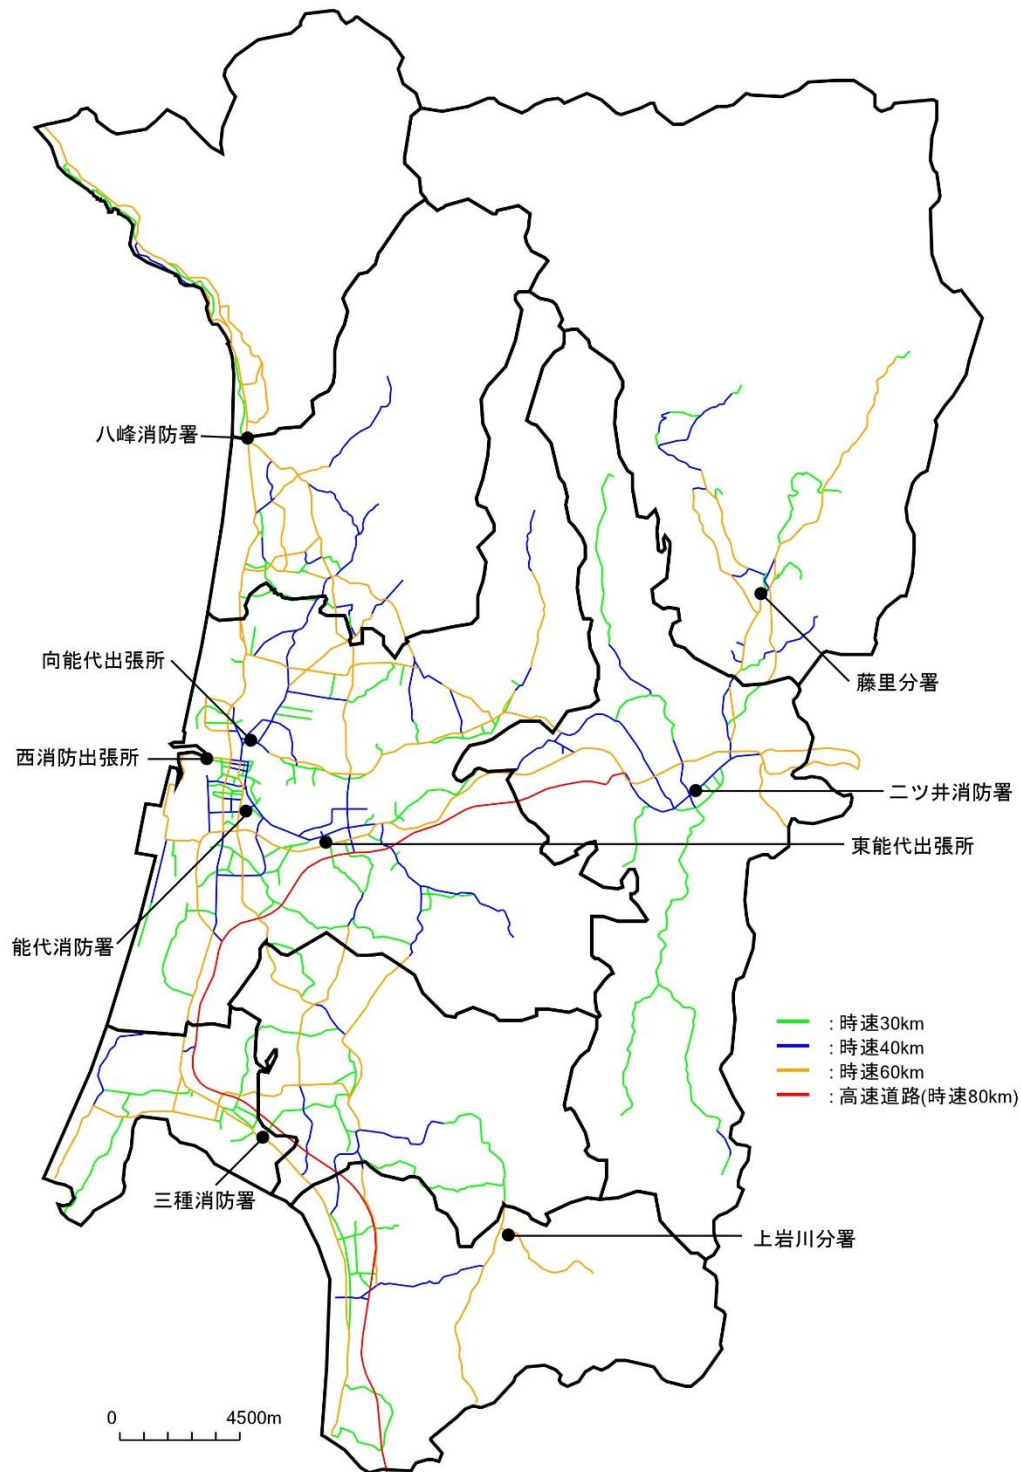 八峰消防署
向能代出張所
藤里分署
西消防出張所
二ツ井消防署
東能代出張所
能代消防署
：時速30km
：時速40km
：時速60km
：高速道路(時速80km)
三種消防署
上岩川分署
0 4500m